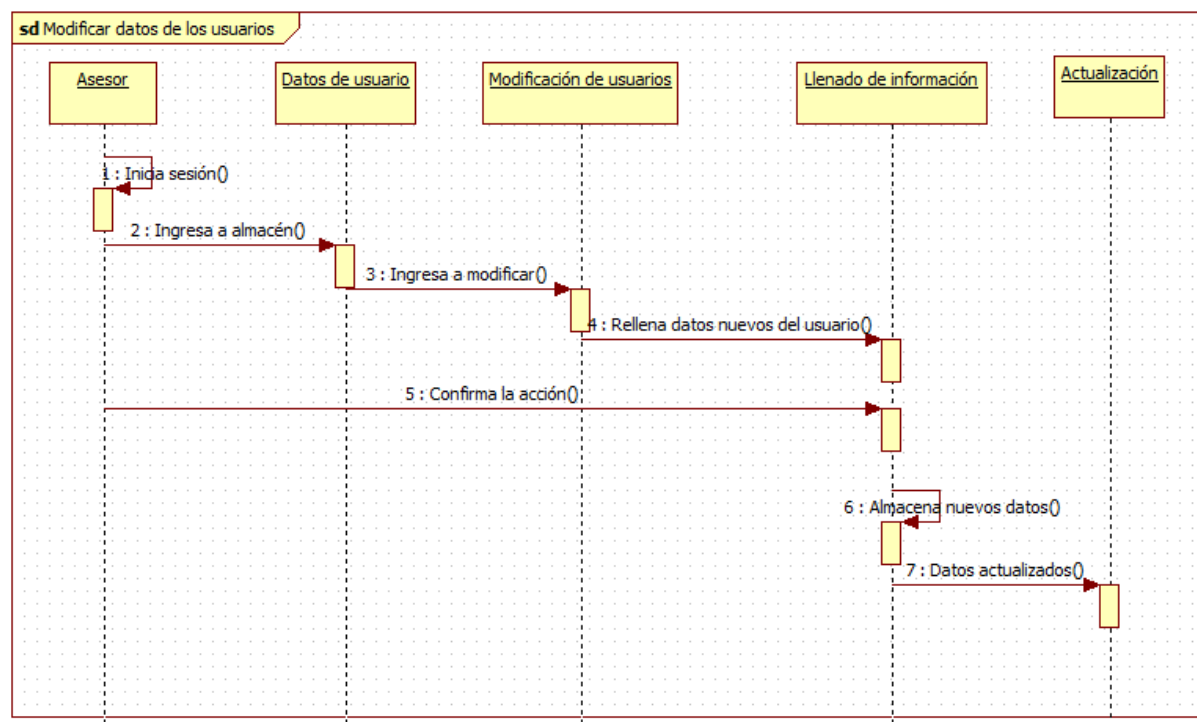 sd Modificar datos de los usuarios
Asesor
Datos de usuario
Modificación de usuarios
Llenado de información
Actualización
1 : Inicia sesión()
2 : Ingresa a almacén()
3 : Ingresa a modificar()
4 : Rellena datos nuevos del usuario()
5 : Confirma la acción()
6 : Almacena nuevos datos()
7 : Datos actualizados()